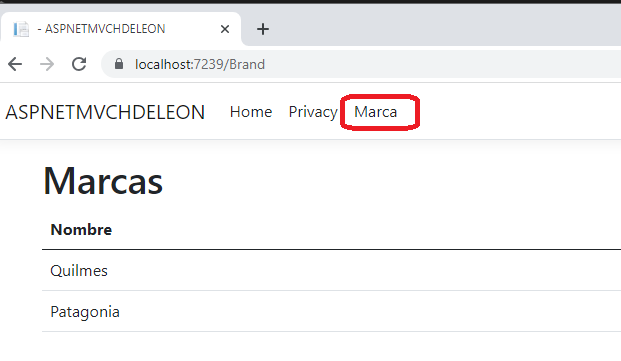 - ASPNETMVCHDELEON
localhost:7239/Brand
ASPNETMVCHDELEON Home Privacy Marca
Marcas
Nombre
Quilmes
Patagonia